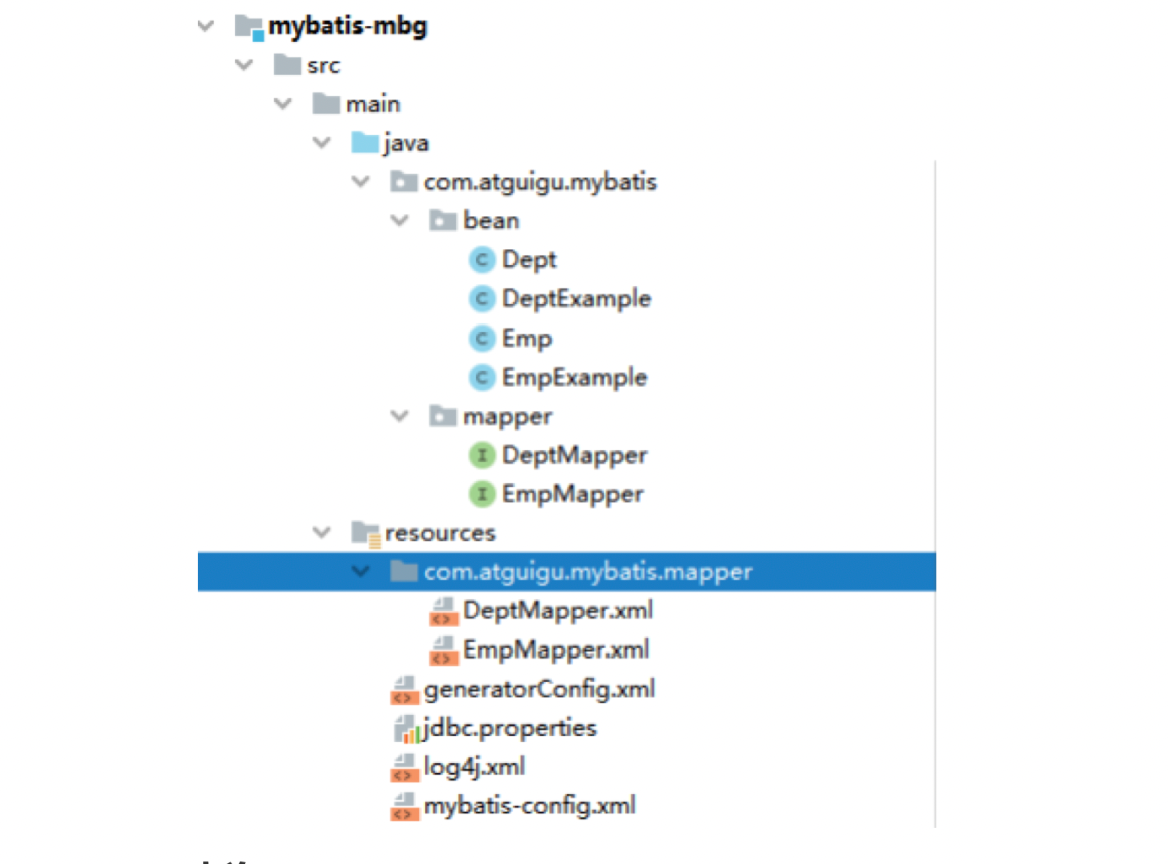 mybatis-mbg
src
main
java
com.atguigu.mybatis
bean
C Dept
C DeptExample
C Emp
C EmpExample
mapper
I DeptMapper
I EmpMapper
resources
com.atguigu.mybatis.mapper
DeptMapper.xml
EmpMapper.xml
generatorConfig.xml
jdbc.properties
log4j.xml
mybatis-config.xml